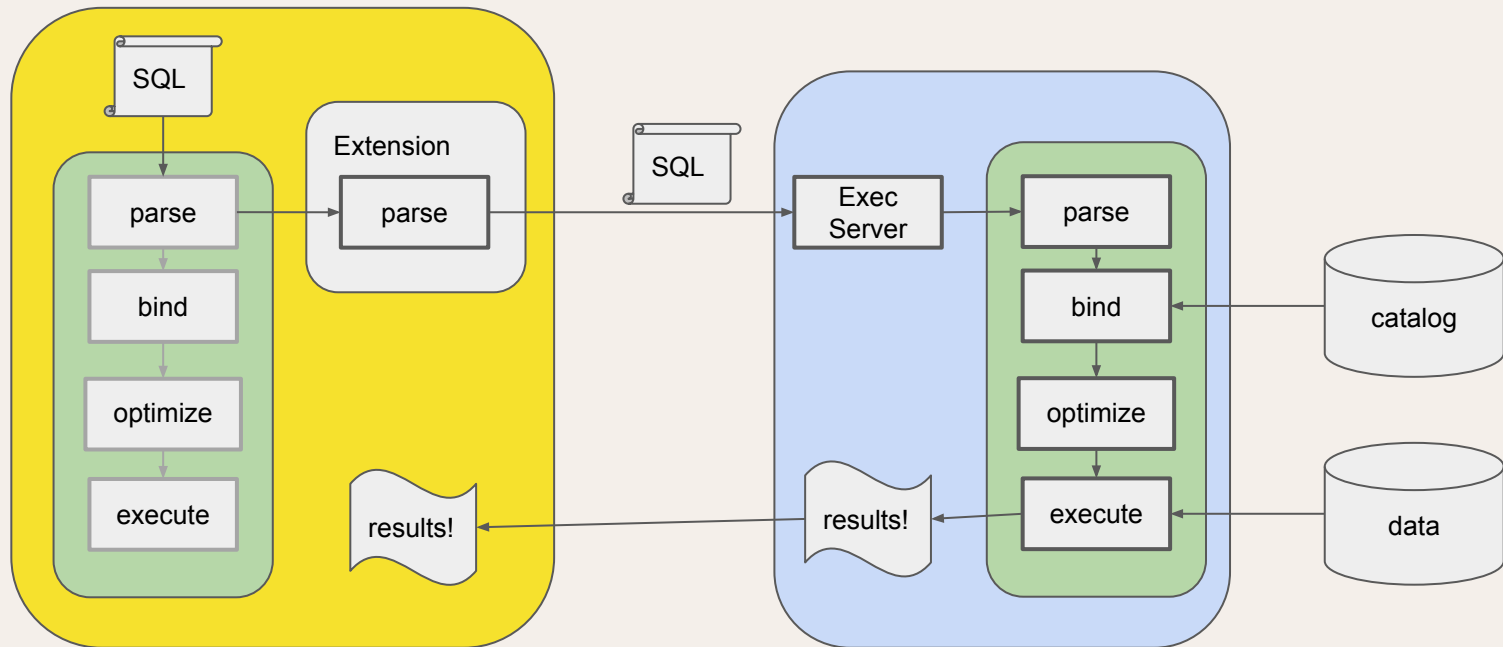 SQL
parse
bind
optimize
execute
Extension
parse
results!
SQL
Exec
Server
results!
parse
bind
optimize
execute
catalog
data